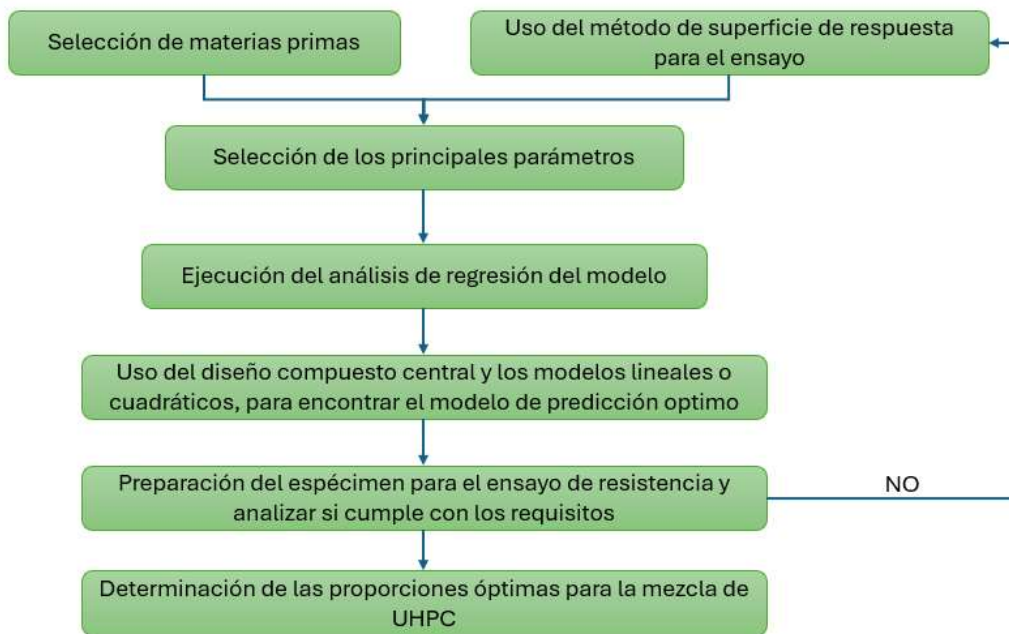 Selección de materias primas
Uso del método de superficie de respuesta
para el ensayo
Selección de los principales parámetros
Ejecución del análisis de regresión del modelo
Uso del diseño compuesto central y los modelos lineales o
cuadráticos, para encontrar el modelo de predicción optimo
Preparación del espécimen para el ensayo de resistencia y
analizar si cumple con los requisitos
NO
Determinación de las proporciones óptimas para la mezcla de
UHPC